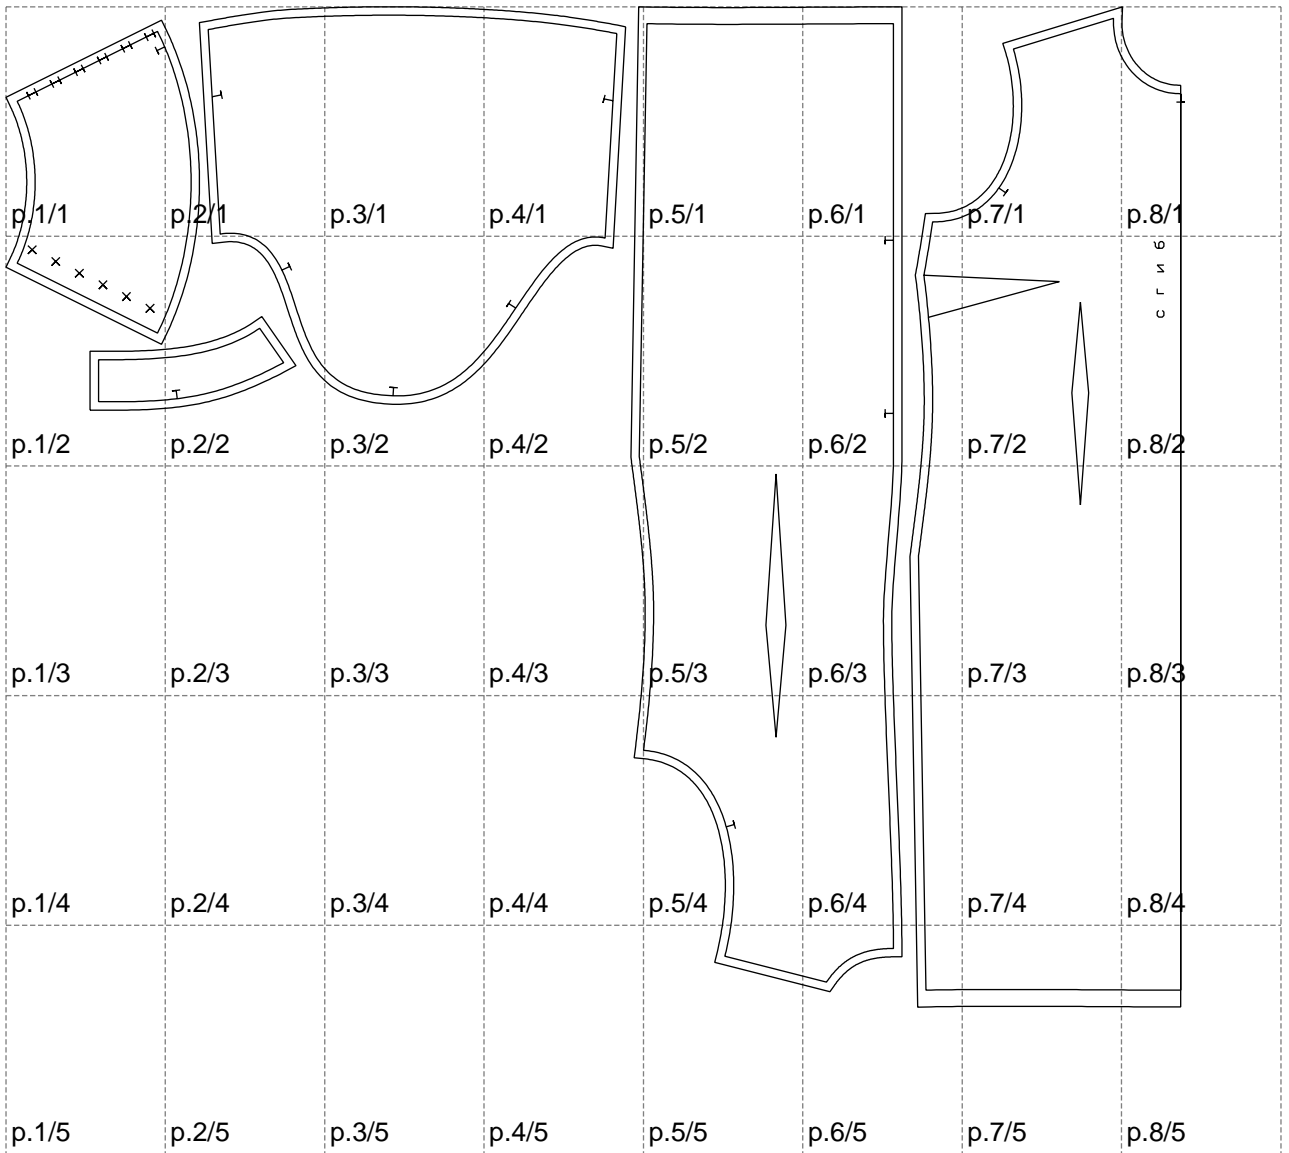 p.1/1 p.2/1 p.3/1 p.4/1 p.5/1 p.6/1 p.7/1 p.8/1
сгиб
p.1/2 p.2/2 p.3/2 p.4/2 p.5/2 p.6/2 p.7/2 p.8/2
p.1/3 p.2/3 p.3/3 p.4/3 p.5/3 p.6/3 p.7/3 p.8/3
p.1/4 p.2/4 p.3/4 p.4/4 p.5/4 p.6/4 p.7/4 p.8/4
p.1/5 p.2/5 p.3/5 p.4/5 p.5/5 p.6/5 p.7/5 p.8/5